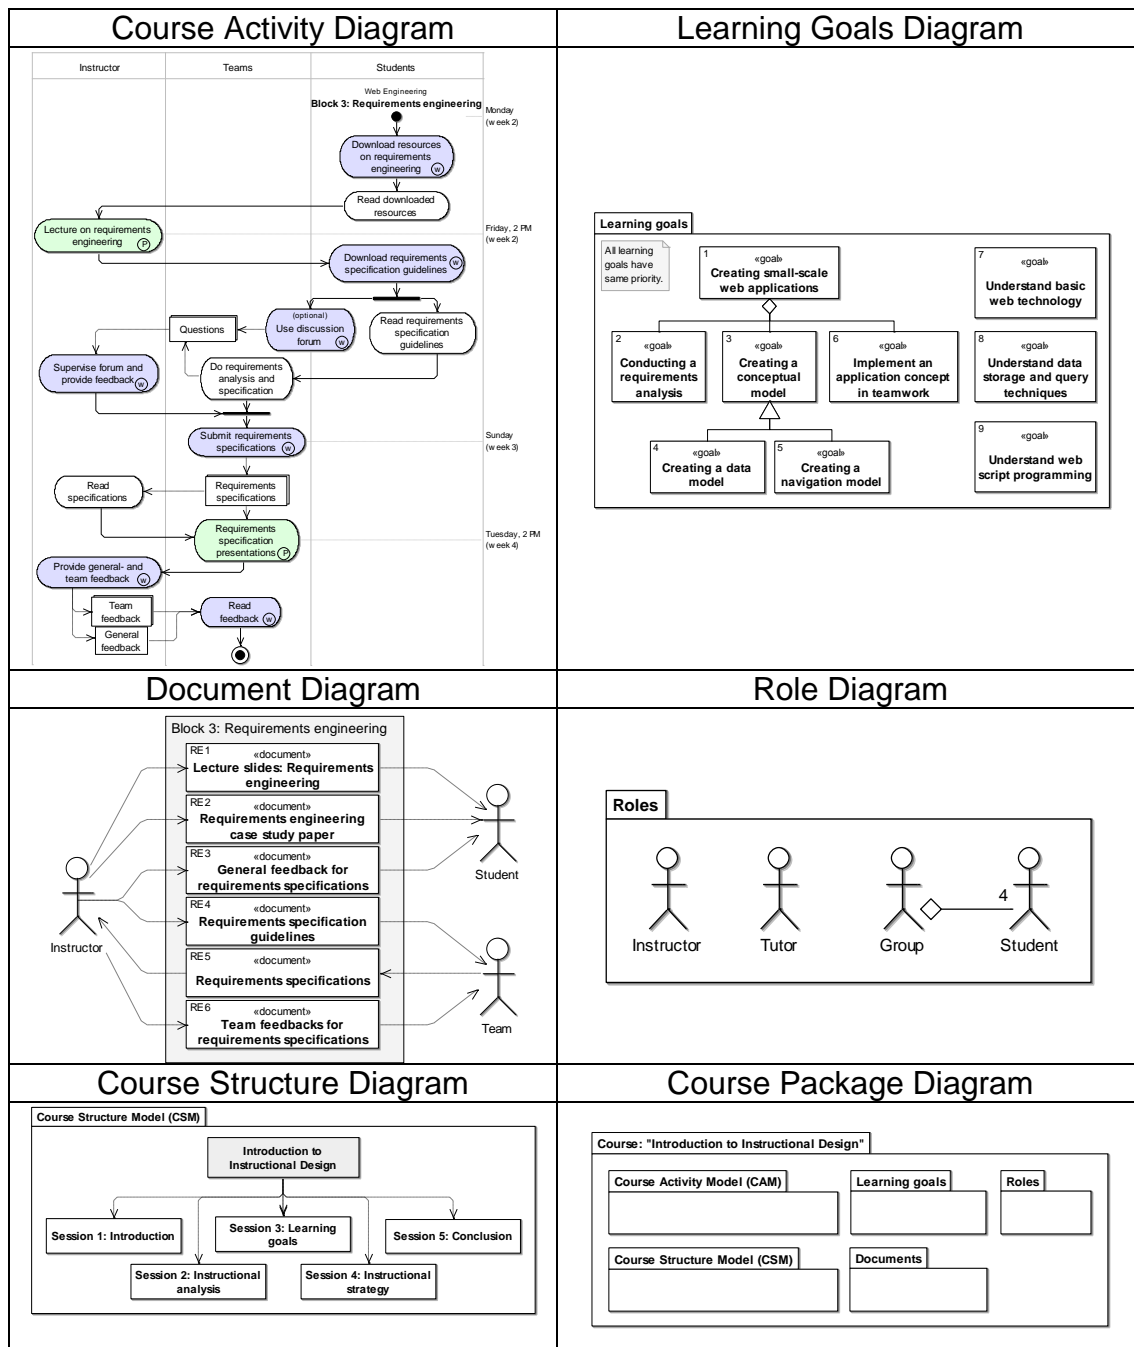 Course Activity Diagram
Instructor
Teams
Students
Web Engineering
Block 3: Requirements engineering
Monday
(week 2)
Download resources
on requirements
engineering
W
Read downloaded
resources
Lecture on requirements
engineering
P
Friday, 2 PM
(week 2)
Download requirements
specification guidelines
W
(optional)
Use discussion
forum
W
Read requirements
specification
guidelines
Questions
Supervise forum and
provide feedback
W
Do requirements
analysis and
specification
Submit requirements
specifications
W
Sunday
(week 3)
Read
specifications
Requirements
specifications
Requirements
specification
presentations
P
Tuesday, 2 PM
(week 4)
Provide general- and
team feedback
W
Team
feedback
General
feedback
Read
feedback
W
Learning Goals Diagram
Learning goals
All learning
goals have
same priority.
1
«goal»
Creating small-scale
web applications
7
«goal»
Understand basic
web technology
2
«goal»
Conducting a
requirements
analysis
3
«goal»
Creating a
conceptual
model
6
«goal»
Implement an
application concept
in teamwork
8
«goal»
Understand data
storage and query
techniques
4
«goal»
Creating a data
model
5
«goal»
Creating a
navigation model
9
«goal»
Understand web
script programming
Document Diagram
Block 3: Requirements engineering
RE1
«document»
Lecture slides: Requirements
engineering
RE2
«document»
Requirements engineering
case study paper
RE3
«document»
General feedback for
requirements specifications
RE4
«document»
Requirements specification
guidelines
RE5
«document»
Requirements specifications
RE6
«document»
Team feedbacks for
requirements specifications
Instructor
Student
Team
Role Diagram
Roles
4
Instructor
Tutor
Group
Student
Course Structure Diagram
Course Structure Model (CSM)
Introduction to
Instructional Design
Session 1: Introduction
Session 3: Learning
goals
Session 5: Conclusion
Session 2: Instructional
analysis
Session 4: Instructional
strategy
Course Package Diagram
Course: "Introduction to Instructional Design"
Course Activity Model (CAM)
Learning goals
Roles
Course Structure Model (CSM)
Documents